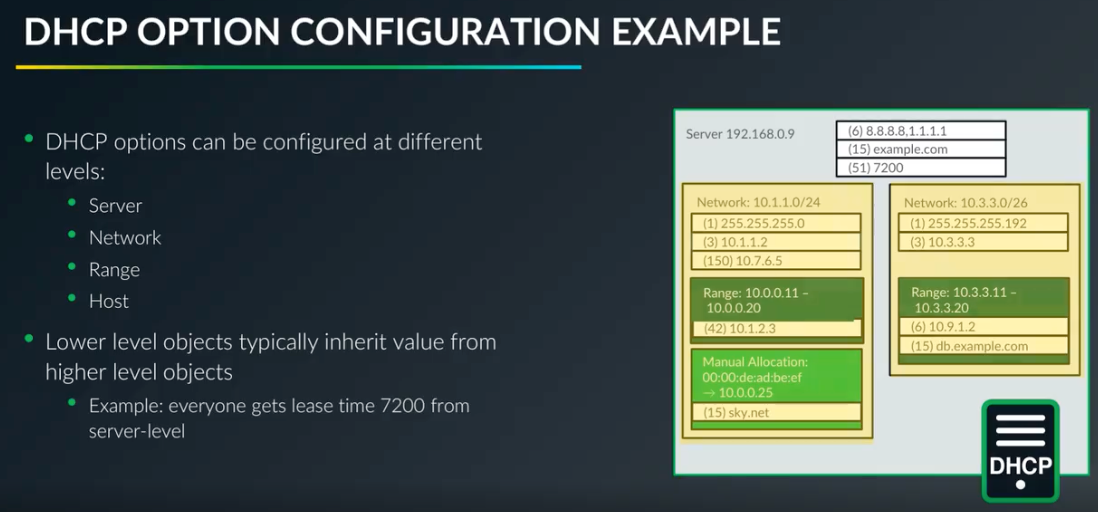 DHCP OPTION CONFIGURATION EXAMPLE
DHCP options can be configured at different
levels:
Server
Network
Range
Host
Lower level objects typically inherit value from
higher level objects
Example: everyone gets lease time 7200 from
server-level
Server 192.168.0.9
(6) 8.8.8.8,1.1.1.1
(15) example.com
(51) 7200
Network: 10.1.1.0/24
(1) 255.255.255.0
(3) 10.1.1.2
(150) 10.7.6.5
Range: 10.0.0.11 –
10.0.0.20
(42) 10.1.2.3
Manual Allocation:
00:00:de:ad:be:ef
→ 10.0.0.25
(15) sky.net
Network: 10.3.3.0/26
(1) 255.255.255.192
(3) 10.3.3.3
Range: 10.3.3.11 –
10.3.3.20
(6) 10.9.1.2
(15) db.example.com
DHCP